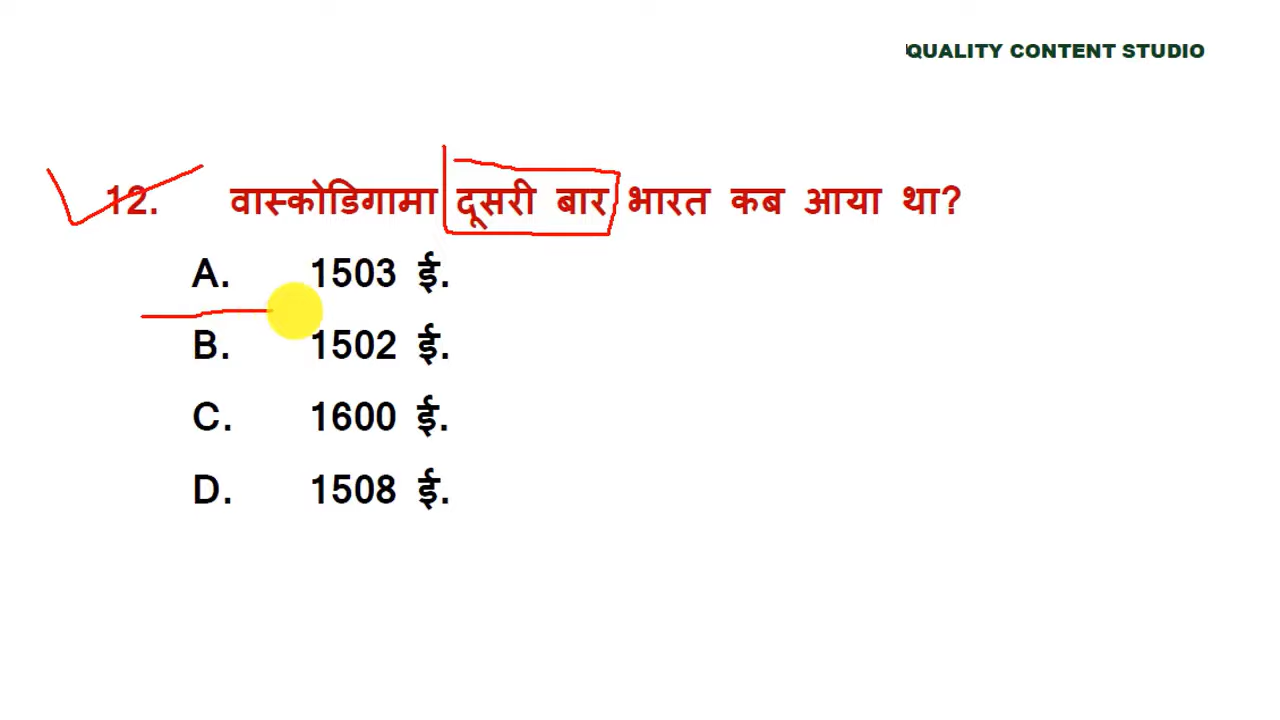 QUALITY CONTENT STUDIO
12. वास्कोडिगामा दूसरी बार भारत कब आया था?
A. 1503 ई.
B. 1502 ई.
C. 1600 ई.
D. 1508 ई.